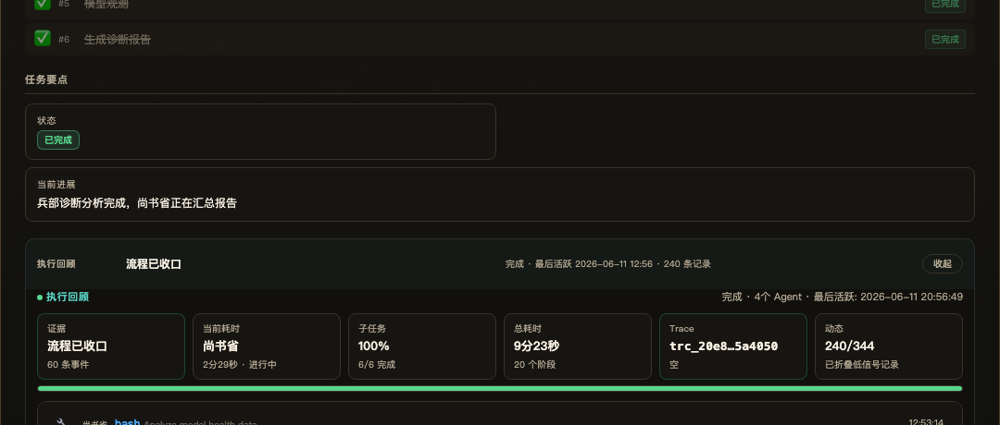 #5 模型观测 已完成
#6 生成诊断报告 已完成
任务要点
状态
已完成
当前进展
兵部诊断分析完成，尚书省正在汇总报告
执行回顾 流程已收口 完成 · 最后活跃 2026-06-11 12:56 · 240 条记录 收起
执行回顾 完成 · 4个 Agent · 最后活跃: 2026-06-11 20:56:49
证据 当前耗时 子任务 总耗时 Trace 动态
流程已收口 尚书省 100% 9分23秒 trc_20e8…5a4050 240/344
60 条事件 2分29秒 · 进行中 6/6 完成 20 个阶段 空 已折叠低信号记录
尚书省 bash Analyze model health data 12:53:14